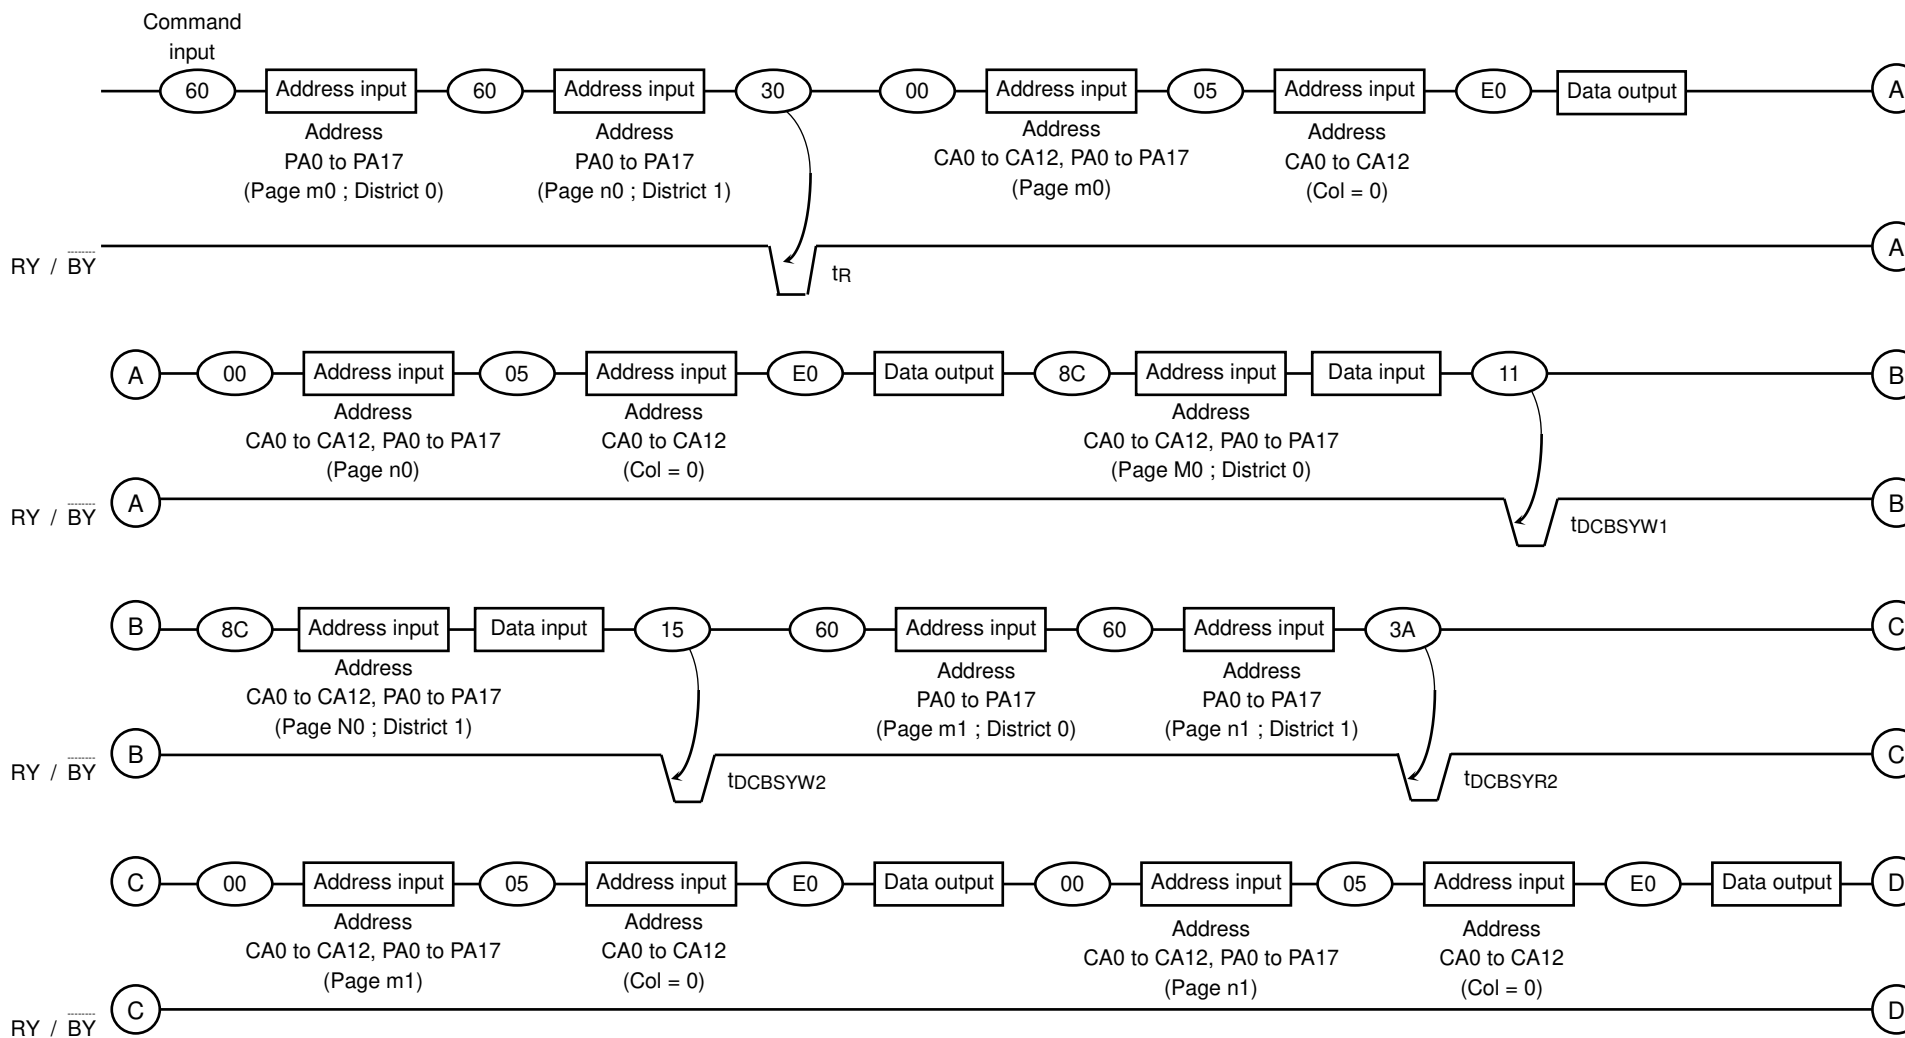 Command
input
60 Address input 60 Address input 30 00 Address input 05 Address input E0 Data output A
Address
PA0 to PA17
(Page m0 ; District 0)
Address
PA0 to PA17
(Page n0 ; District 1)
Address
CA0 to CA12, PA0 to PA17
(Page m0)
Address
CA0 to CA12
(Col = 0)
RY / BY A
tR
A 00 Address input 05 Address input E0 Data output 8C Address input Data input 11 B
Address
CA0 to CA12, PA0 to PA17
(Page n0)
Address
CA0 to CA12
(Col = 0)
Address
CA0 to CA12, PA0 to PA17
(Page M0 ; District 0)
RY / BY A B
tDCBSYW1
B 8C Address input Data input 15 60 Address input 60 Address input 3A C
Address
CA0 to CA12, PA0 to PA17
(Page N0 ; District 1)
Address
PA0 to PA17
(Page m1 ; District 0)
Address
PA0 to PA17
(Page n1 ; District 1)
RY / BY B C
tDCBSYW2
tDCBSYR2
C 00 Address input 05 Address input E0 Data output 00 Address input 05 Address input E0 Data output D
Address
CA0 to CA12, PA0 to PA17
(Page m1)
Address
CA0 to CA12
(Col = 0)
Address
CA0 to CA12, PA0 to PA17
(Page n1)
Address
CA0 to CA12
(Col = 0)
RY / BY C D